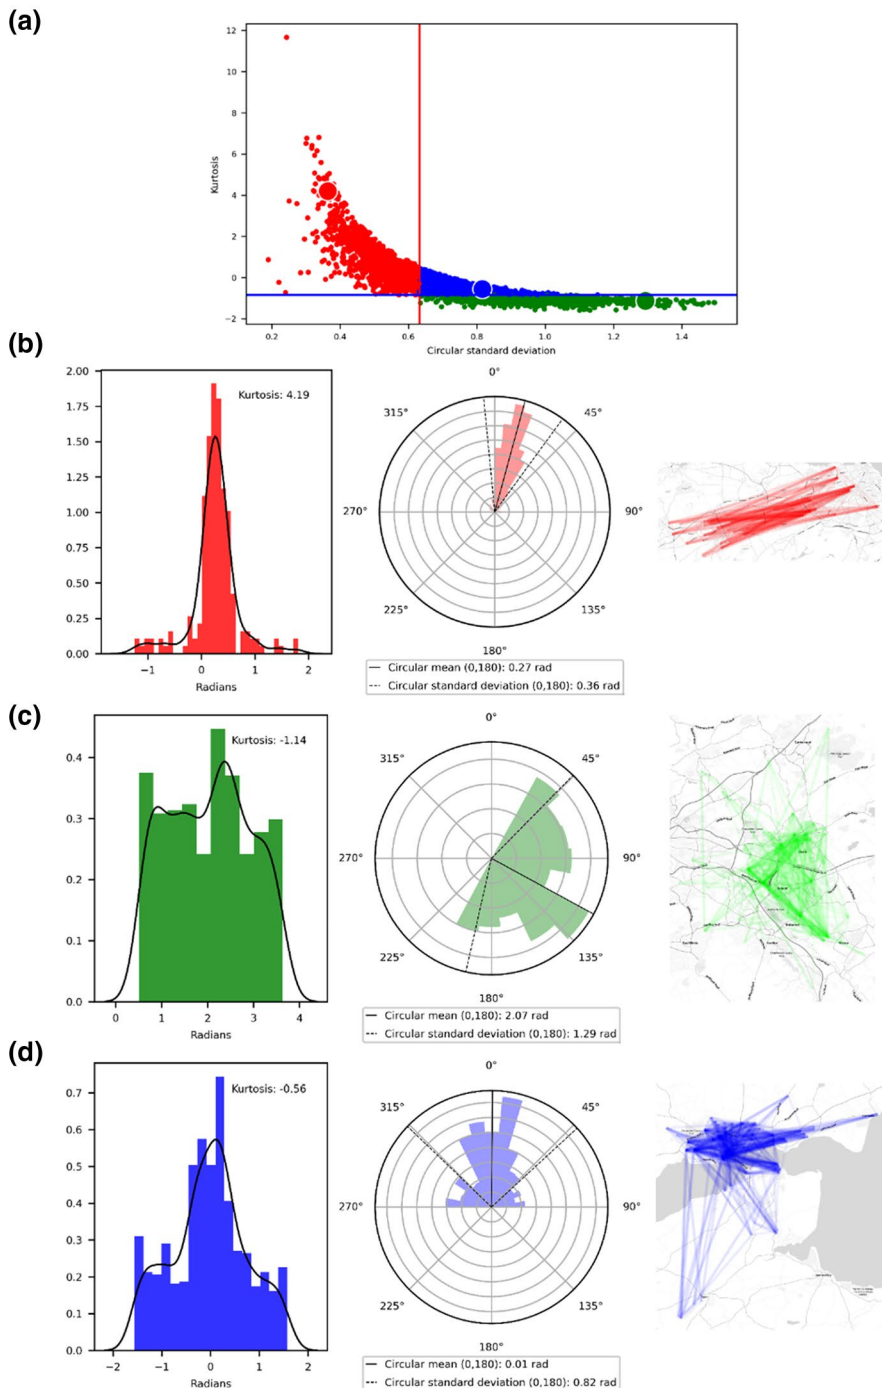 (a)
12
10
8
6
4
2
0
−2
Kurtosis
0.2 0.4 0.6 0.8 1.0 1.2 1.4
Circular standard deviation
(b)
2.00
1.75
1.50
1.25
1.00
0.75
0.50
0.25
0.00
Kurtosis: 4.19
−1 0 1 2
Radians
0°
45°
90°
135°
180°
225°
270°
315°
Circular mean (0,180): 0.27 rad
Circular standard deviation (0,180): 0.36 rad
(c)
0.4
0.3
0.2
0.1
0.0
Kurtosis: -1.14
0 1 2 3 4
Radians
0°
45°
90°
135°
180°
225°
270°
315°
Circular mean (0,180): 2.07 rad
Circular standard deviation (0,180): 1.29 rad
(d)
0.7
0.6
0.5
0.4
0.3
0.2
0.1
0.0
Kurtosis: -0.56
−2 −1 0 1 2
Radians
0°
45°
90°
135°
180°
225°
270°
315°
Circular mean (0,180): 0.01 rad
Circular standard deviation (0,180): 0.82 rad